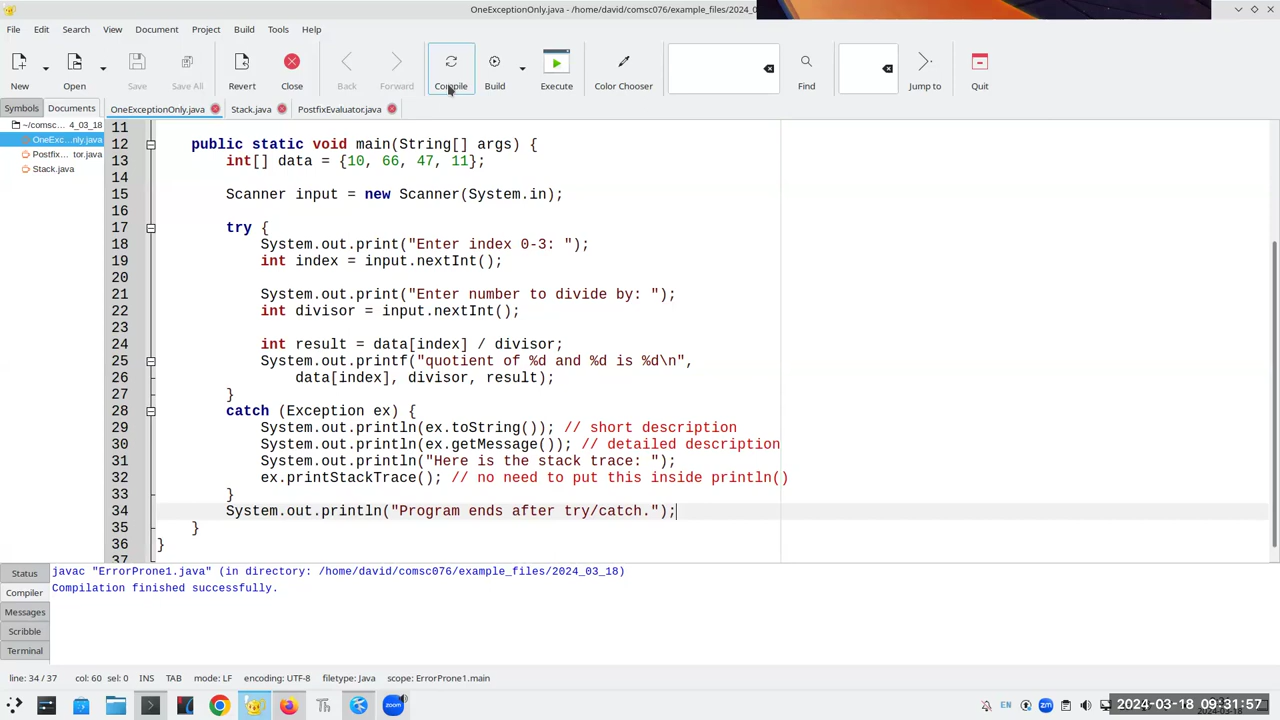 OneExceptionOnly.java - /home/david/comsc076/example_files/2024_0
File Edit Search View Document Project Build Tools Help
New Open Save Save All Revert Close Back Forward Compile Build Execute Color Chooser Find Jump to Quit
Symbols Documents OneExceptionOnly.java Stack.java PostfixEvaluator.java
~/comsc... 4_03_18
OneExc...nly.java
Postfix... tor.java
Stack.java
11
12 public static void main(String[] args) {
13 int[] data = {10, 66, 47, 11};
14
15 Scanner input = new Scanner(System.in);
16
17 try {
18 System.out.print("Enter index 0-3: ");
19 int index = input.nextInt();
20
21 System.out.print("Enter number to divide by: ");
22 int divisor = input.nextInt();
23
24 int result = data[index] / divisor;
25 System.out.printf("quotient of %d and %d is %d\n",
26 data[index], divisor, result);
27 }
28 catch (Exception ex) {
29 System.out.println(ex.toString()); // short description
30 System.out.println(ex.getMessage()); // detailed description
31 System.out.println("Here is the stack trace: ");
32 ex.printStackTrace(); // no need to put this inside println()
33 }
34 System.out.println("Program ends after try/catch.");
35 }
36 }
37
Status
Compiler
Messages
Scribble
Terminal
javac "ErrorProne1.java" (in directory: /home/david/comsc076/example_files/2024_03_18)
Compilation finished successfully.
line: 34 / 37 col: 60 sel: 0 INS TAB mode: LF encoding: UTF-8 filetype: Java scope: ErrorProne1.main
Th zoom EN zm 2024-03-18 09:31:57